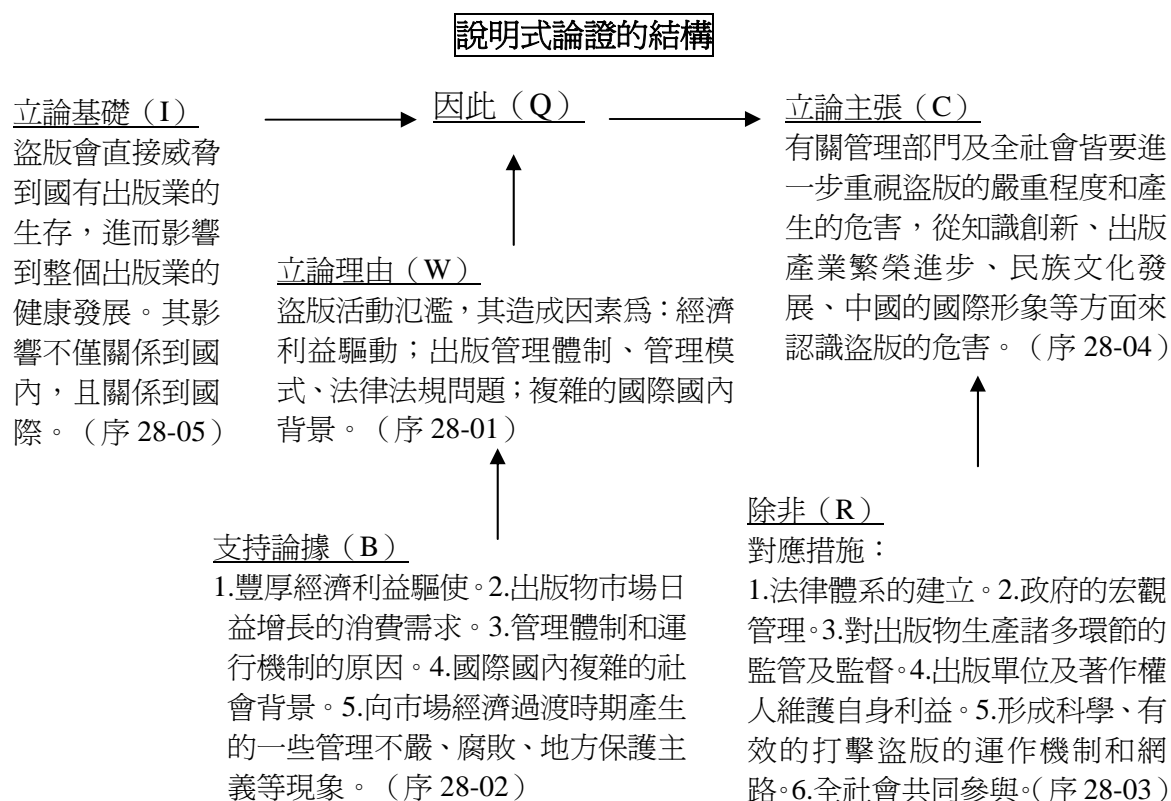 說明式論證的結構
立論基礎（I）
盜版會直接威脅
到國有出版業的
生存，進而影響
到整個出版業的
健康發展。其影
響不僅關係到國
內，且關係到國
際。（序 28-05）
因此（Q）
立論主張（C）
有關管理部門及全社會皆要進
一步重視盜版的嚴重程度和產
生的危害，從知識創新、出版
產業繁榮進步、民族文化發
展、中國的國際形象等方面來
認識盜版的危害。（序 28-04）
立論理由（W）
盜版活動氾濫，其造成因素為：經濟
利益驅動；出版管理體制、管理模
式、法律法規問題；複雜的國際國內
背景。（序 28-01）
支持論據（B）
1.豐厚經濟利益驅使。2.出版物市場日
益增長的消費需求。3.管理體制和運
行機制的原因。4.國際國內複雜的社
會背景。5.向市場經濟過渡時期產生
的一些管理不嚴、腐敗、地方保護主
義等現象。（序 28-02）
除非（R）
對應措施：
1.法律體系的建立。2.政府的宏觀
管理。3.對出版物生產諸多環節的
監管及監督。4.出版單位及著作權
人維護自身利益。5.形成科學、有
效的打擊盜版的運作機制和網
路。6.全社會共同參與。（序 28-03）